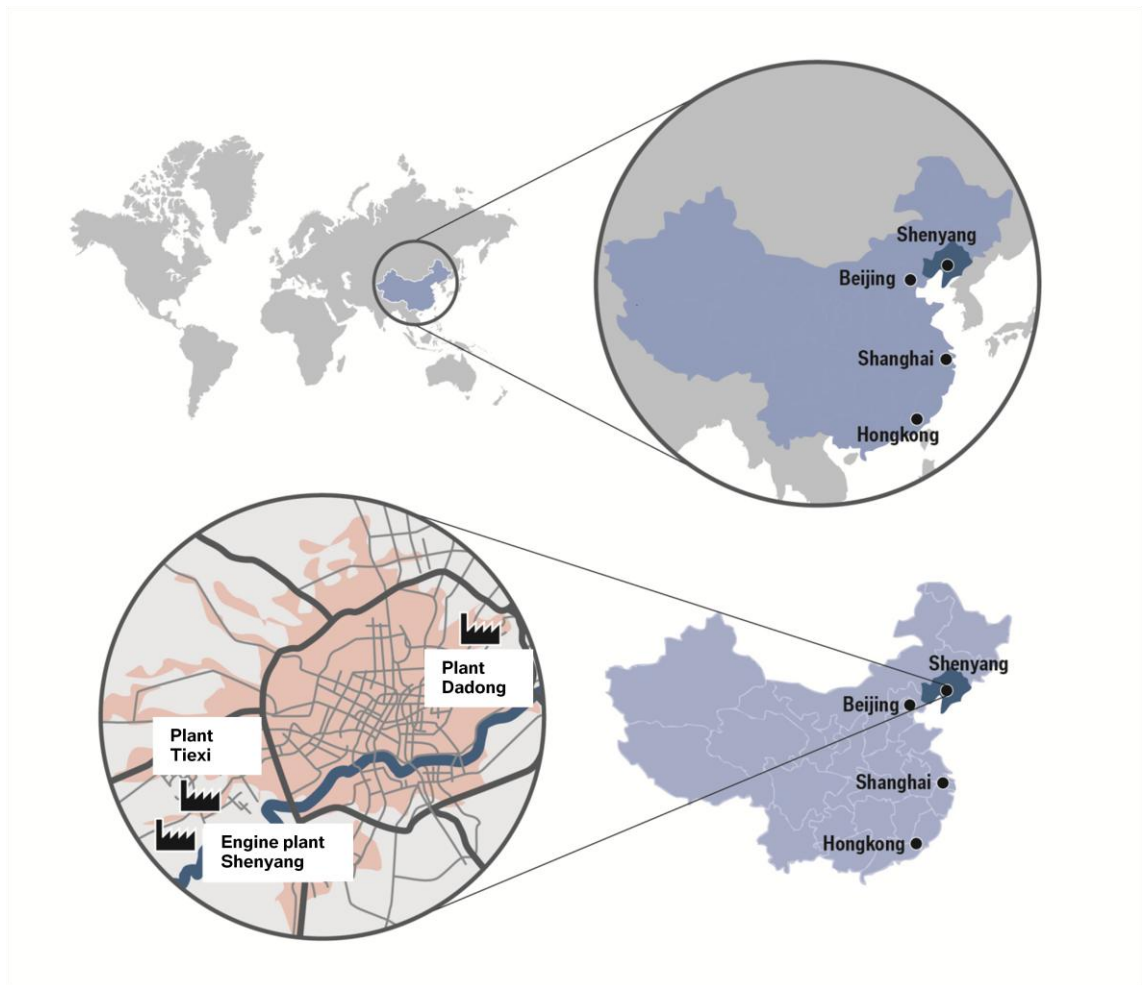 Shenyang
Beijing
Shanghai
Hongkong
Plant
Dadong
Plant
Tiexi
Engine plant
Shenyang
Shenyang
Beijing
Shanghai
Hongkong